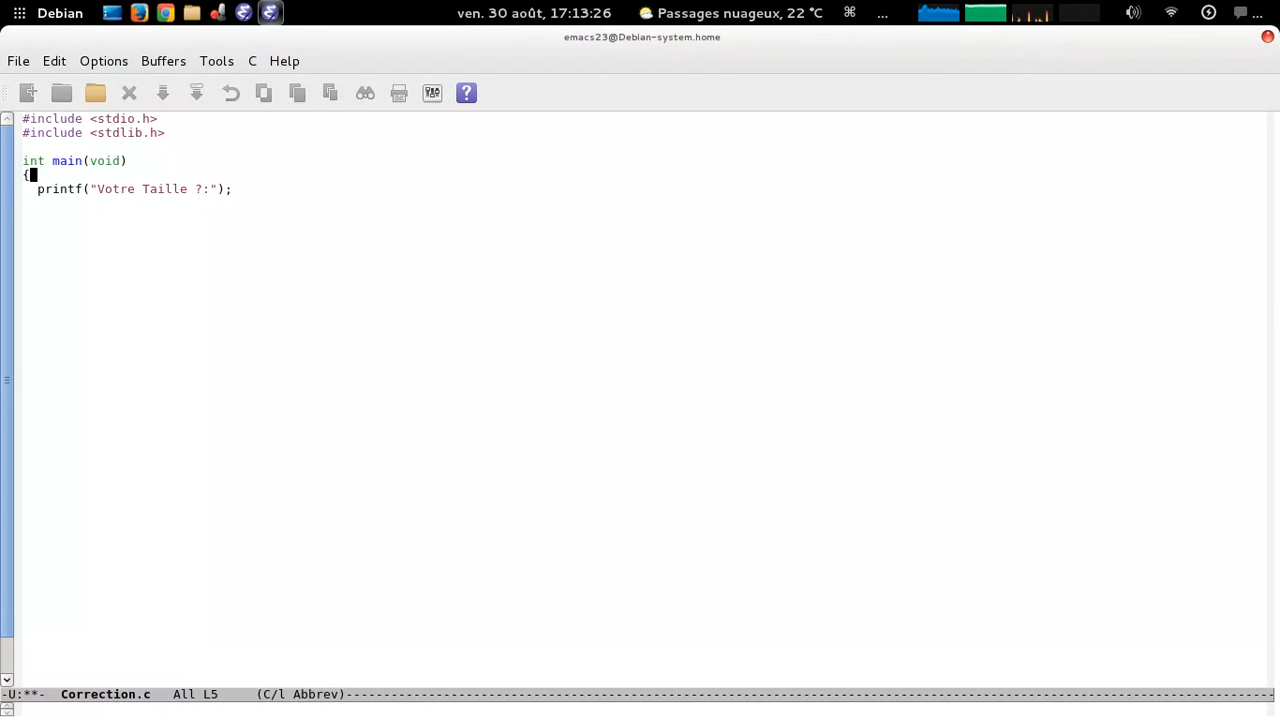 Debian
ven. 30 août, 17:13:26
Passages nuageux, 22 °C
⌘
...
...
emacs23@Debian-system.home
File Edit Options Buffers Tools C Help
#include <stdio.h>
#include <stdlib.h>
int main(void)
{
printf("Votre Taille ?:");
-U:**- Correction.c All L5 (C/l Abbrev)